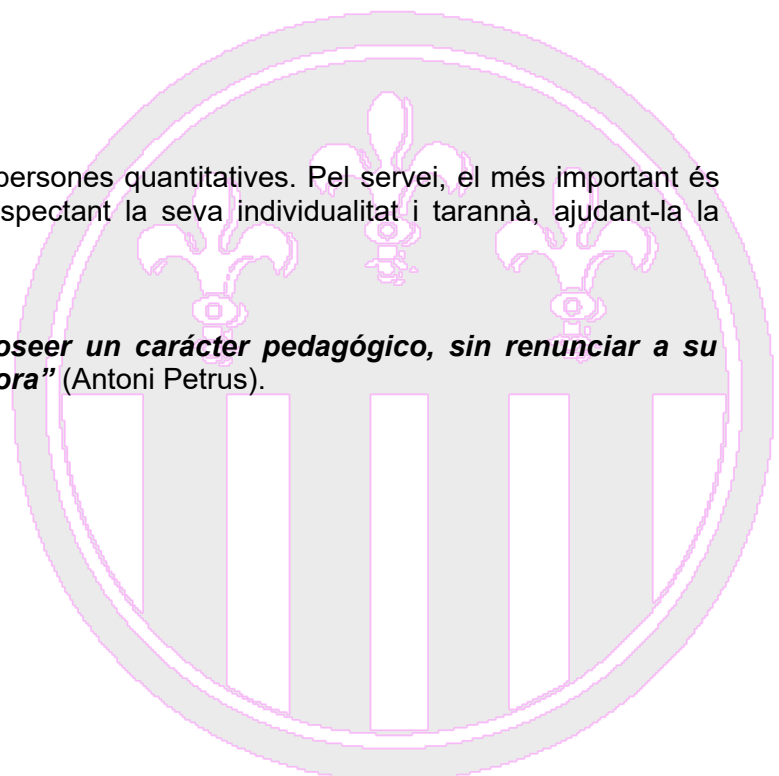 persones quantitatives. Pel servei, el més important és
spectant la seva individualitat i tarannà, ajudant-la la
oseer un carácter pedagógico, sin renunciar a su
ora” (Antoni Petrus).